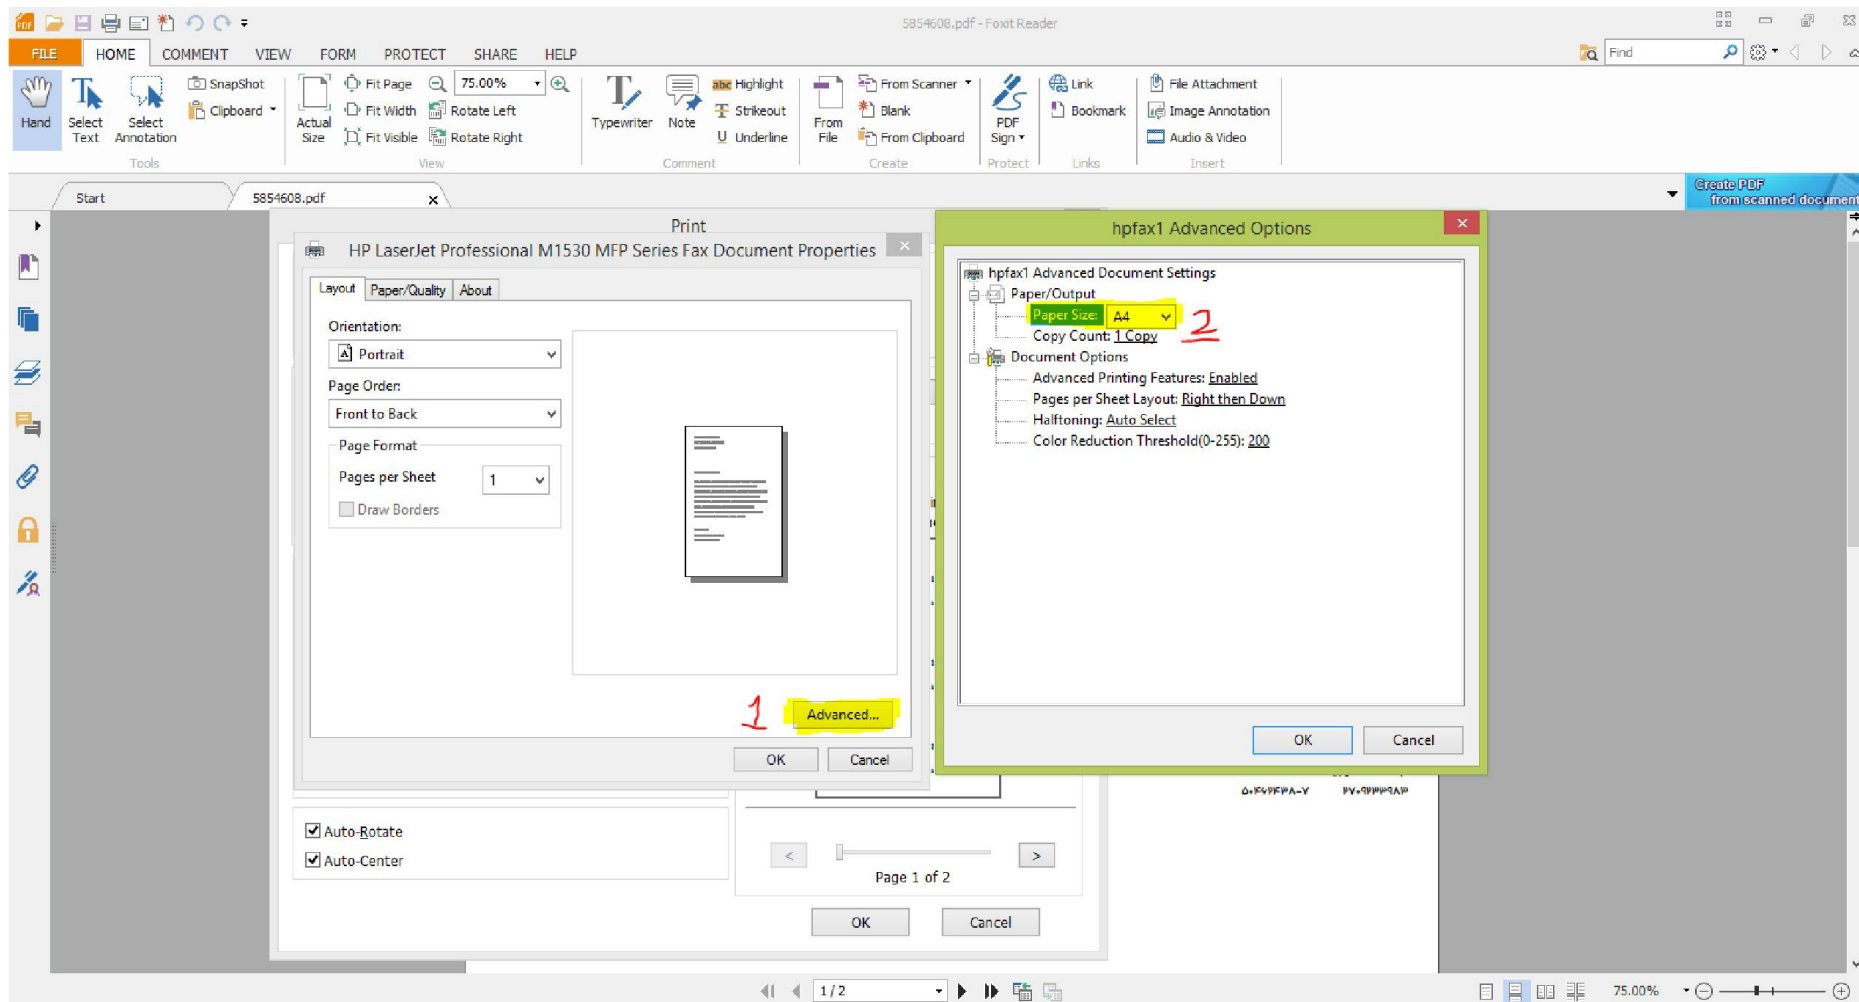 5854608.pdf - Foxit Reader
FILE HOME COMMENT VIEW FORM PROTECT SHARE HELP
Find
Hand
Select Text
Select Annotation
SnapShot
Clipboard
Tools
Actual Size
Fit Page
Fit Width
Fit Visible
75.00%
Rotate Left
Rotate Right
View
Typewriter
Note
Highlight
Strikeout
Underline
Comment
From File
From Scanner
Blank
From Clipboard
Create
PDF Sign
Protect
Link
Bookmark
Links
File Attachment
Image Annotation
Audio & Video
Insert
Start
5854608.pdf
Create PDF
from scanned document
Print
HP LaserJet Professional M1530 MFP Series Fax Document Properties
Layout Paper/Quality About
Orientation:
Portrait
Page Order:
Front to Back
Page Format
Pages per Sheet 1
Draw Borders
1 Advanced...
OK Cancel
hpfax1 Advanced Options
hpfax1 Advanced Document Settings
Paper/Output
Paper Size: A4 2
Copy Count: 1 Copy
Document Options
Advanced Printing Features: Enabled
Pages per Sheet Layout: Right then Down
Halftoning: Auto Select
Color Reduction Threshold(0-255): 200
OK Cancel
Auto-Rotate
Auto-Center
< >
Page 1 of 2
OK Cancel
1 / 2
75.00%